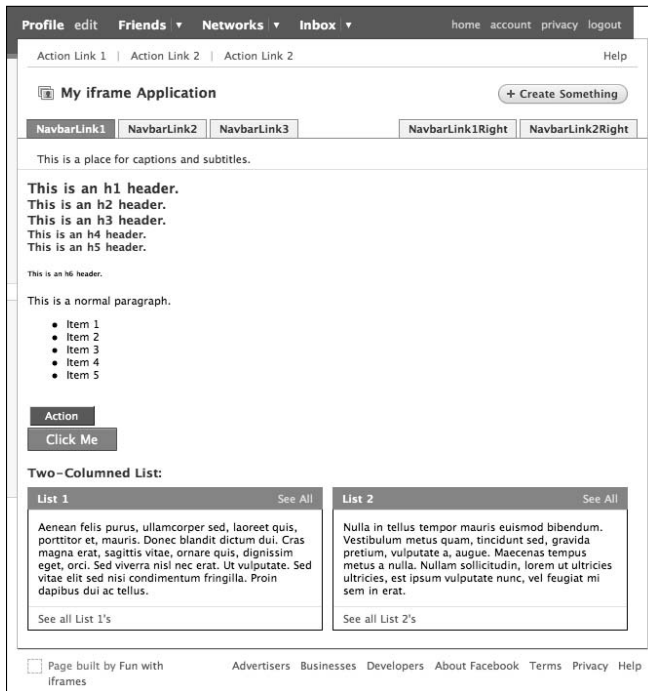 Profile edit Friends ▾ Networks ▾ Inbox ▾ home account privacy logout
Action Link 1 | Action Link 2 | Action Link 2 Help
My iframe Application + Create Something
NavbarLink1 NavbarLink2 NavbarLink3 NavbarLink1Right NavbarLink2Right
This is a place for captions and subtitles.
This is an h1 header.
This is an h2 header.
This is an h3 header.
This is an h4 header.
This is an h5 header.
This is an h6 header.
This is a normal paragraph.
• Item 1
• Item 2
• Item 3
• Item 4
• Item 5
Action
Click Me
Two-Columned List:
List 1 See All
Aenean felis purus, ullamcorper sed, laoreet quis,
porttitor et, mauris. Donec blandit dictum dui. Cras
magna erat, sagittis vitae, ornare quis, dignissim
eget, orci. Sed viverra nisl nec erat. Ut vulputate. Sed
vitae elit sed nisi condimentum fringilla. Proin
dapibus dui ac tellus.
See all List 1's
List 2 See All
Nulla in tellus tempor mauris euismod bibendum.
Vestibulum metus quam, tincidunt sed, gravida
pretium, vulputate a, augue. Maecenas tempus
metus a nulla. Nullam sollicitudin, lorem ut ultricies
ultricies, est ipsum vulputate nunc, vel feugiat mi
sem in erat.
See all List 2's
Page built by Fun with
iframes
Advertisers Businesses Developers About Facebook Terms Privacy Help